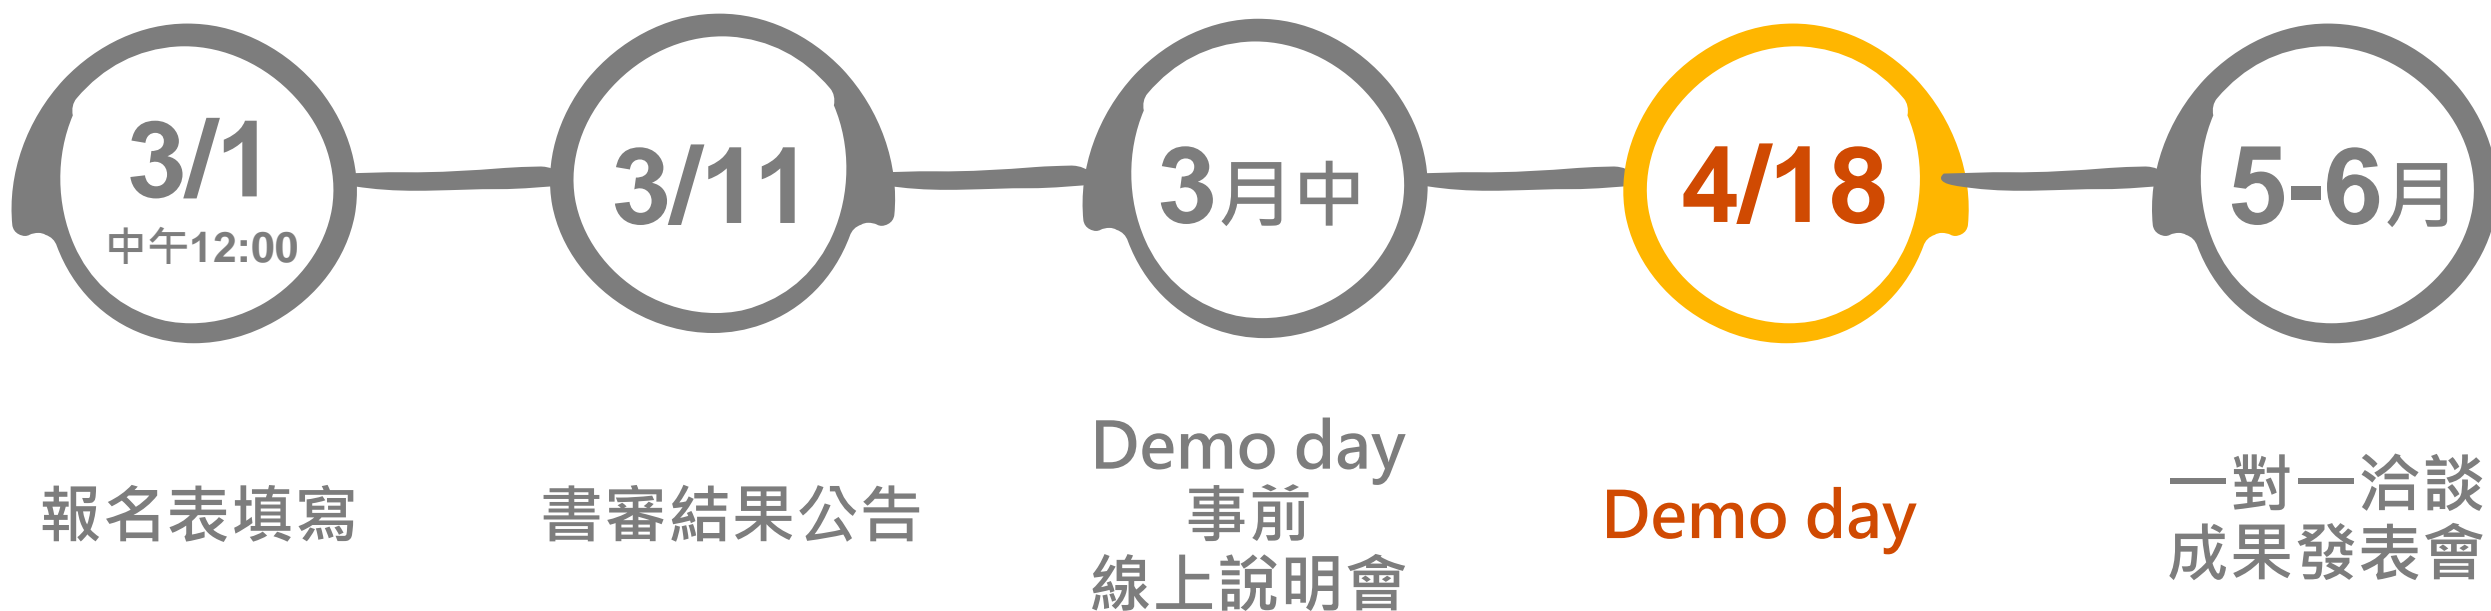 3/1
中午12:00
報名表填寫
3/11
書審結果公告
3月中
Demo day
事前
線上說明會
4/18
Demo day
5-6月
一對一洽談
成果發表會